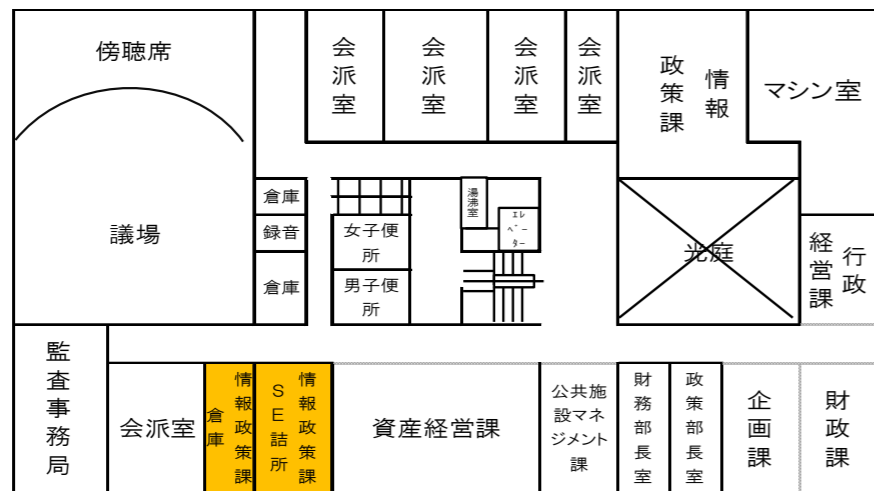 傍聴席
会派室
会派室
会派室
会派室
情報
政策課
マシン室
議場
倉庫
録音
倉庫
女子便
所
男子便
所
湯沸室
エレ
ベー
ター
光庭
行政
経営課
監査事務局
会派室
情報政策課
倉庫
情報政策課
SE詰所
資産経営課
公共施
設マネ
ジメント
課
財務部長室
政策部長室
企画課
財政課